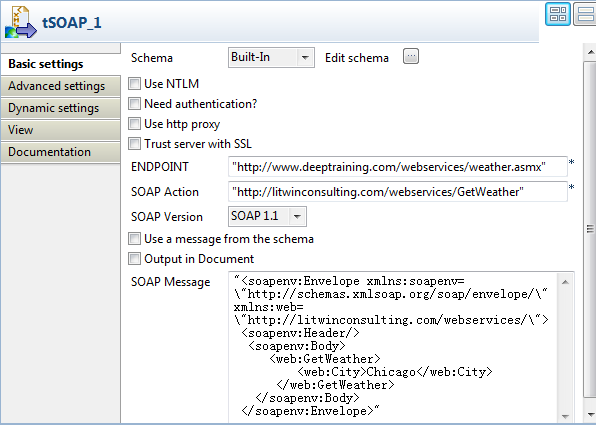 tSOAP_1
Basic settings
Advanced settings
Dynamic settings
View
Documentation
Schema Built-In Edit schema ...
Use NTLM
Need authentication?
Use http proxy
Trust server with SSL
ENDPOINT "http://www.deeptraining.com/webservices/weather.asmx" *
SOAP Action "http://litwinconsulting.com/webservices/GetWeather" *
SOAP Version SOAP 1.1
Use a message from the schema
Output in Document
SOAP Message "<soapenv:Envelope xmlns:soapenv=
\"http://schemas.xmlsoap.org/soap/envelope/\"
xmlns:web=
\"http://litwinconsulting.com/webservices/\">
<soapenv:Header/>
<soapenv:Body>
<web:GetWeather>
<web:City>Chicago</web:City>
</web:GetWeather>
</soapenv:Body>
</soapenv:Envelope>"